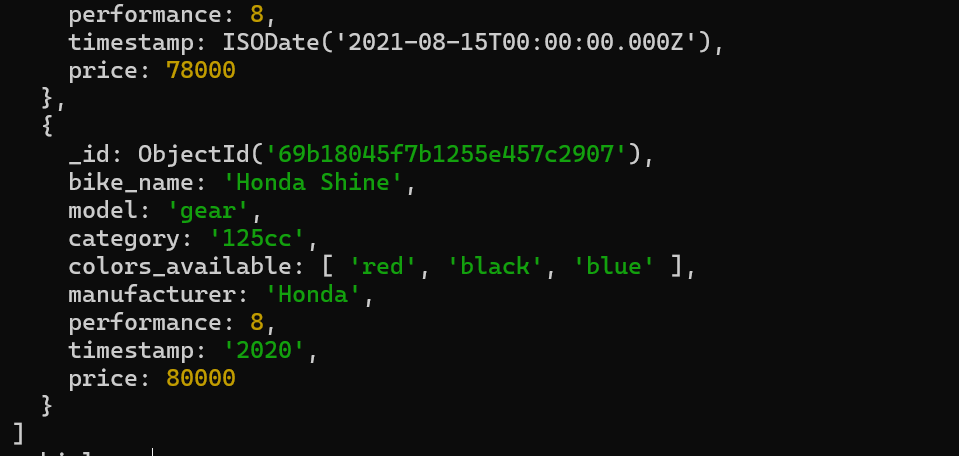 performance: 8,
timestamp: ISODate('2021-08-15T00:00:00.000Z'),
price: 78000
},
{
_id: ObjectId('69b18045f7b1255e457c2907'),
bike_name: 'Honda Shine',
model: 'gear',
category: '125cc',
colors_available: [ 'red', 'black', 'blue' ],
manufacturer: 'Honda',
performance: 8,
timestamp: '2020',
price: 80000
}
]